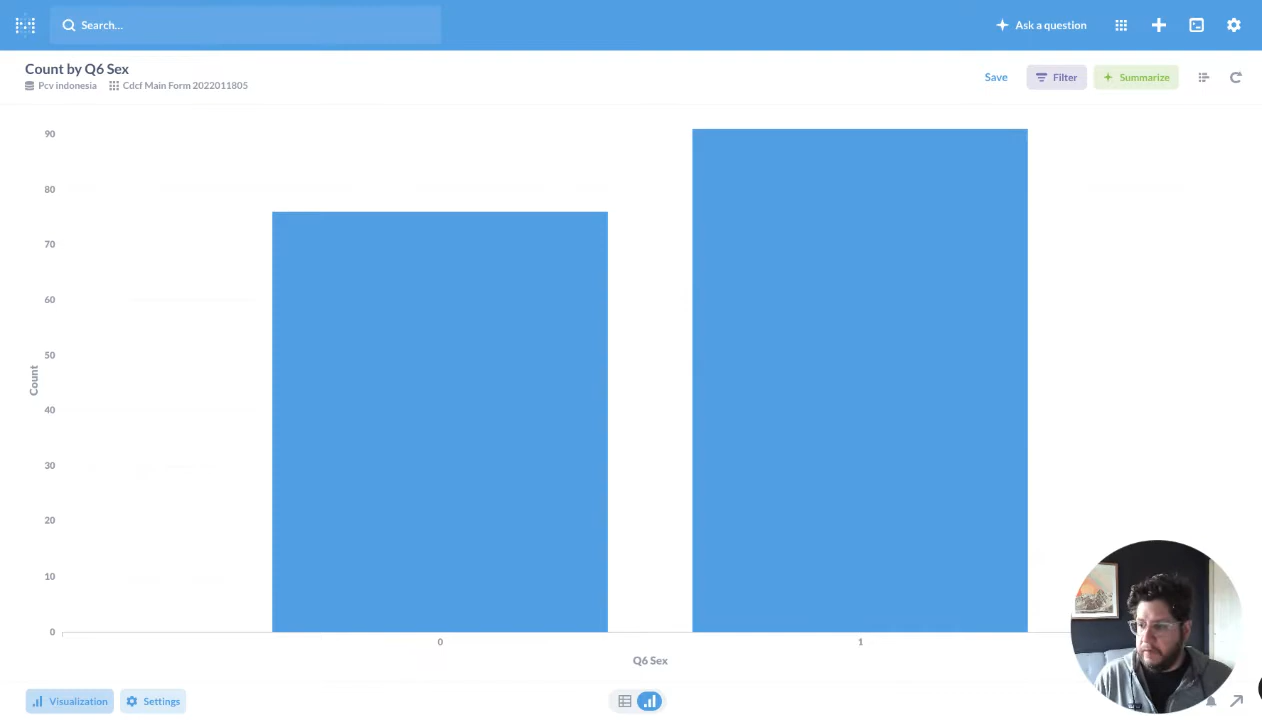 Search...
Ask a question
Count by Q6 Sex
Pcv indonesia Cdcf Main Form 2022011805
Save
Filter
Summarize
90
80
70
60
50
40
30
20
10
0
Count
0 1
Q6 Sex
Visualization
Settings